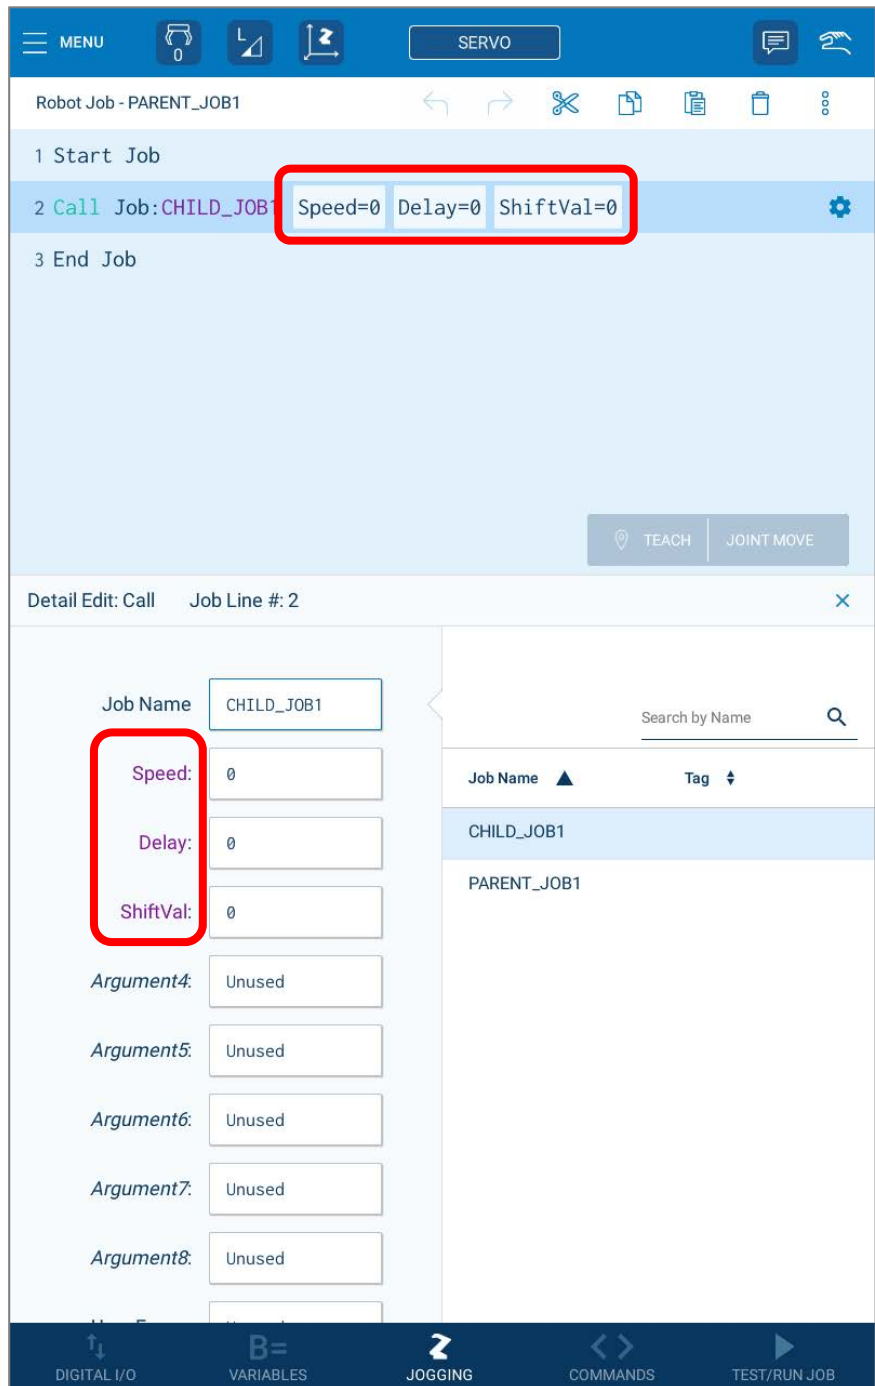 MENU 0 L SERVO
Robot Job - PARENT_JOB1
1 Start Job
2 Call Job:CHILD_JOB1 Speed=0 Delay=0 ShiftVal=0
3 End Job
TEACH JOINT MOVE
Detail Edit: Call Job Line #: 2
Job Name CHILD_JOB1
Search by Name
Speed: 0
Job Name Tag
Delay: 0
CHILD_JOB1
PARENT_JOB1
ShiftVal: 0
Argument4: Unused
Argument5: Unused
Argument6: Unused
Argument7: Unused
Argument8: Unused
B=
DIGITAL I/O VARIABLES JOGGING COMMANDS TEST/RUN JOB